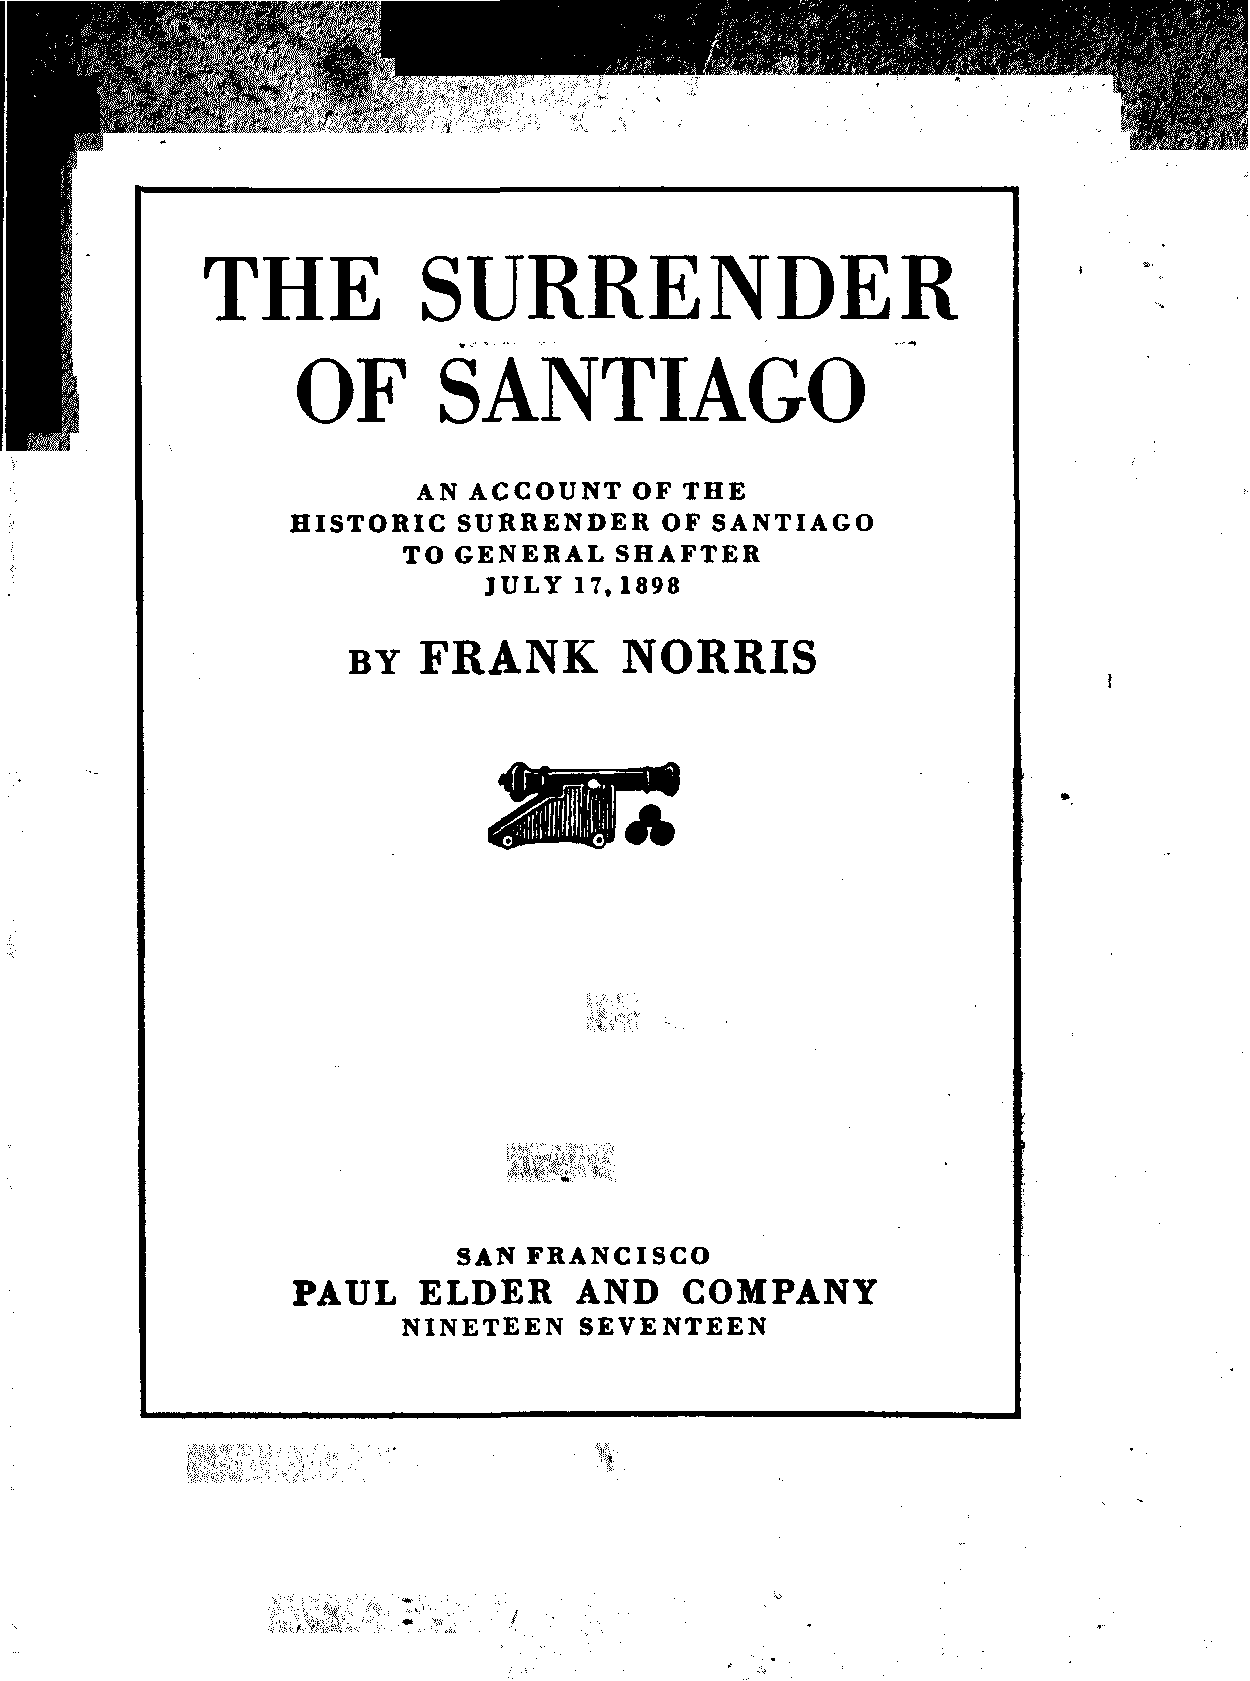 THE SURRENDER
OF SANTIAGO
AN ACCOUNT OF THE
HISTORIC SURRENDER OF SANTIAGO
TO GENERAL SHAFTER
JULY 17, 1898
BY FRANK NORRIS
SAN FRANCISCO
PAUL ELDER AND COMPANY
NINETEEN SEVENTEEN